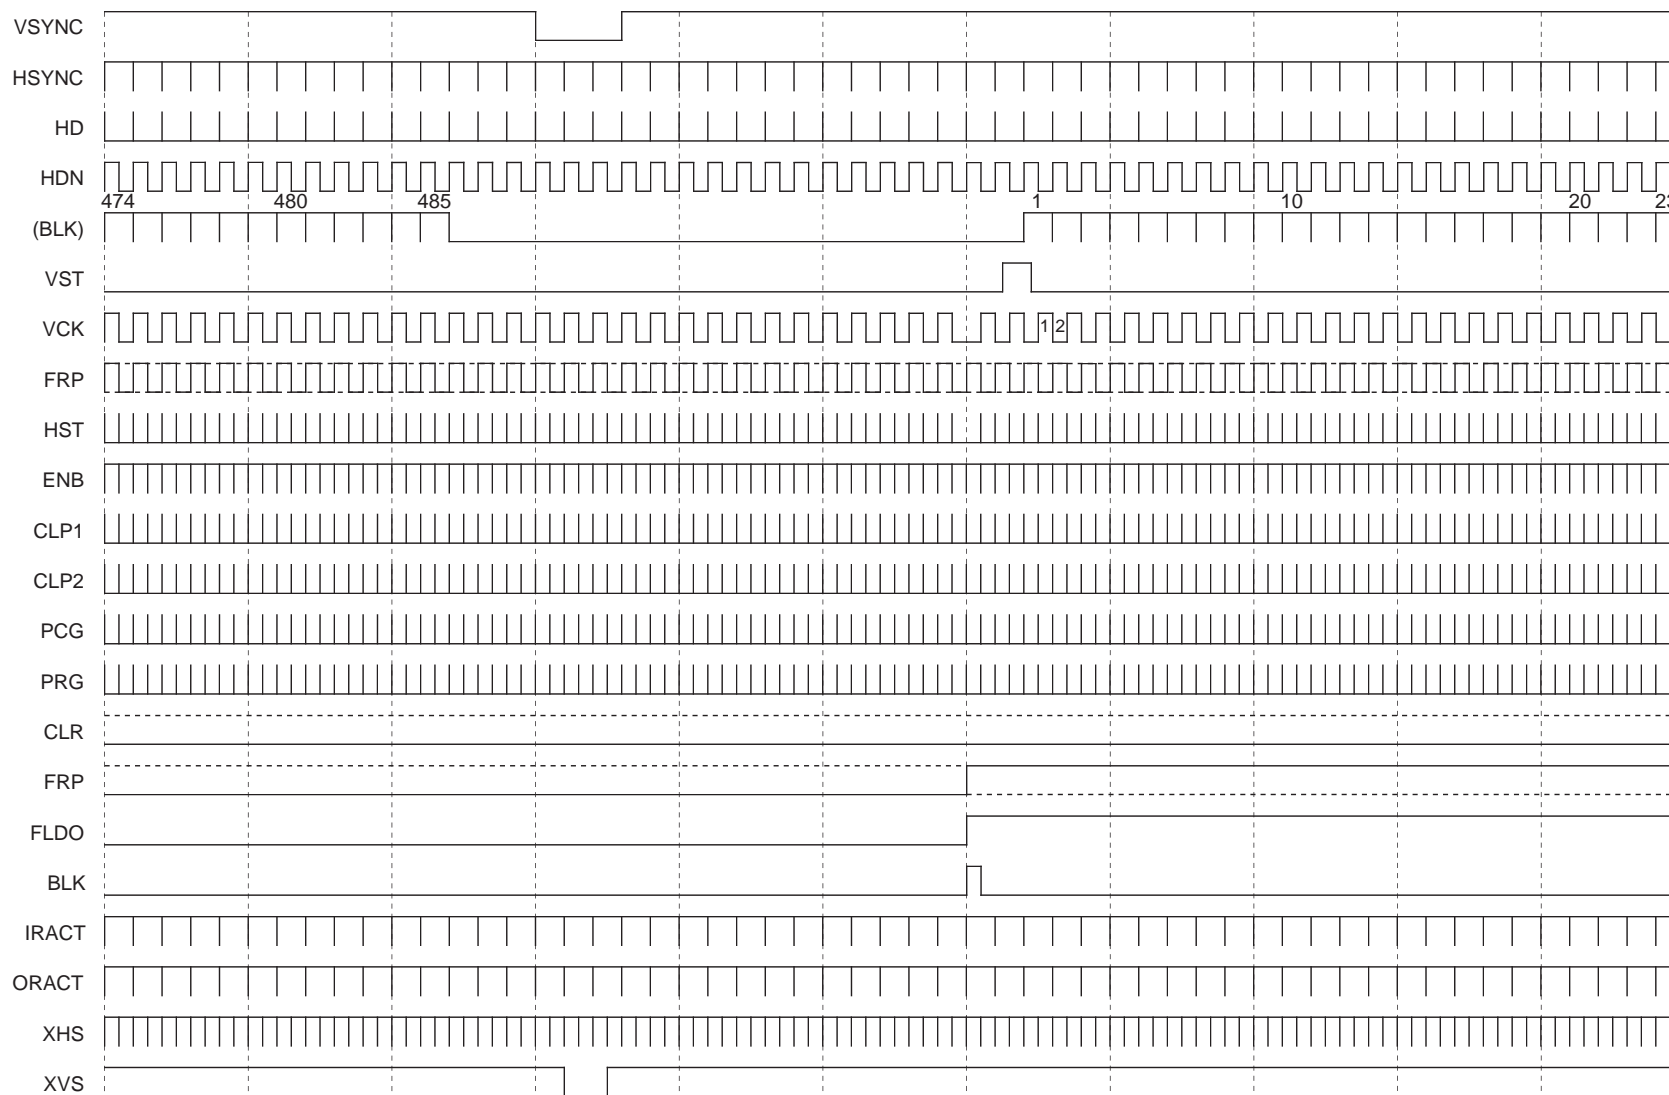 VSYNC
HSYNC
HD
HDN
474 480 485 1 10 20 23
(BLK)
VST
VCK 1 2
FRP
HST
ENB
CLP1
CLP2
PCG
PRG
CLR
FRP
FLDO
BLK
IRACT
ORACT
XHS
XVS